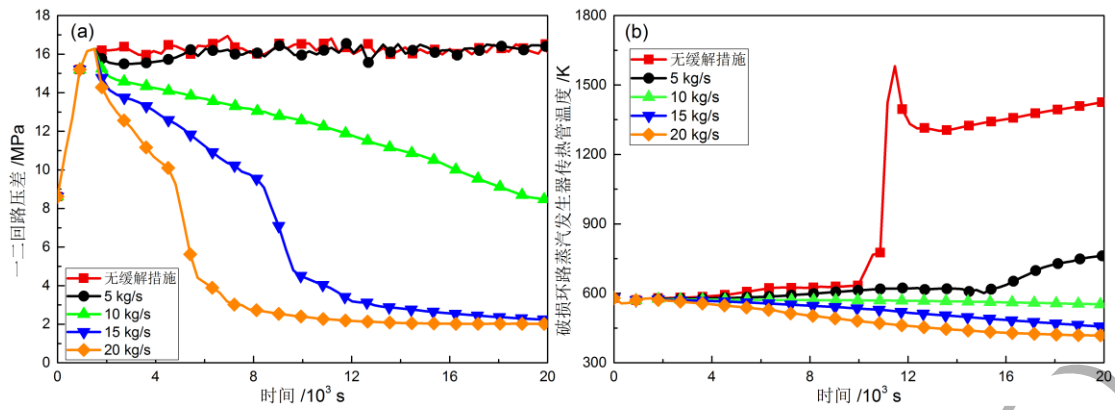 (a)
一二回路压差 /MPa
18
16
14
12
10
8
6
4
2
0
无缓解措施
5 kg/s
10 kg/s
15 kg/s
20 kg/s
0 4 8 12 16 20
时间 /10³ s
(b)
破损环路蒸汽发生器传热管温度 /K
1800
1500
1200
900
600
300
无缓解措施
5 kg/s
10 kg/s
15 kg/s
20 kg/s
0 4 8 12 16 20
时间 /10³ s